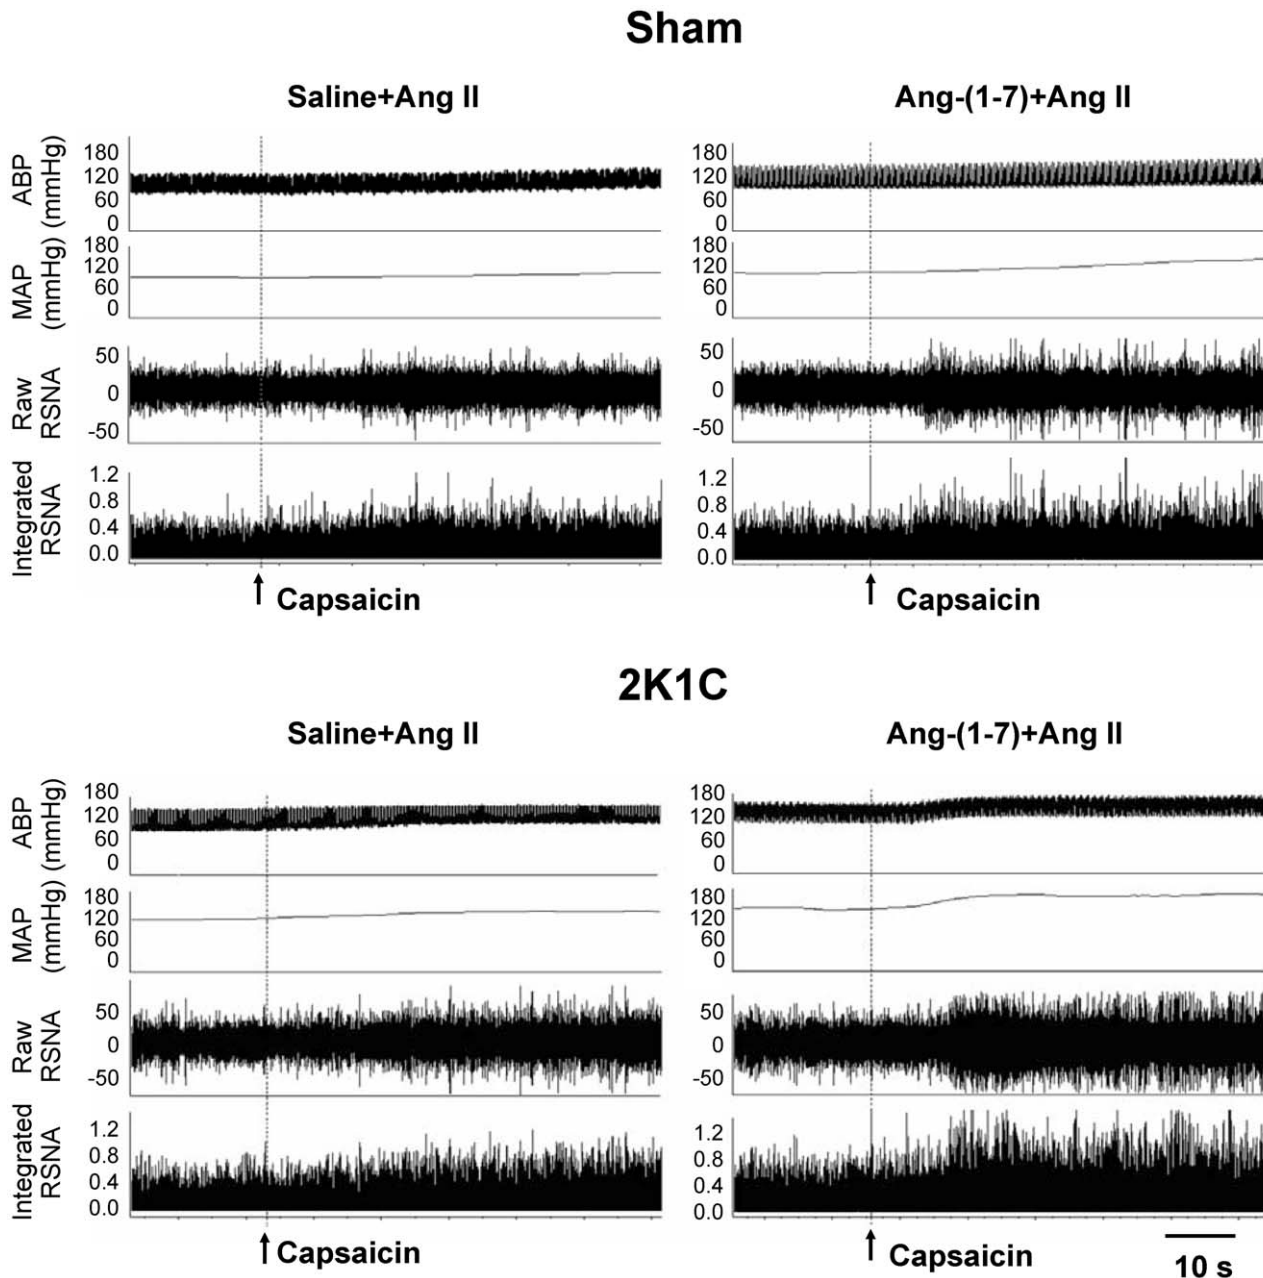 Sham
Saline+Ang II
Ang-(1-7)+Ang II
ABP
(mmHg)
180
120
60
0
180
120
60
0
MAP
(mmHg)
180
120
60
0
180
120
60
0
Raw
RSNA
50
0
-50
50
0
-50
Integrated
RSNA
1.2
0.8
0.4
0.0
1.2
0.8
0.4
0.0
Capsaicin
Capsaicin
2K1C
Saline+Ang II
Ang-(1-7)+Ang II
ABP
(mmHg)
180
120
60
0
180
120
60
0
MAP
(mmHg)
180
120
60
0
180
120
60
0
Raw
RSNA
50
0
-50
50
0
-50
Integrated
RSNA
1.2
0.8
0.4
0.0
1.2
0.8
0.4
0.0
Capsaicin
Capsaicin
10 s